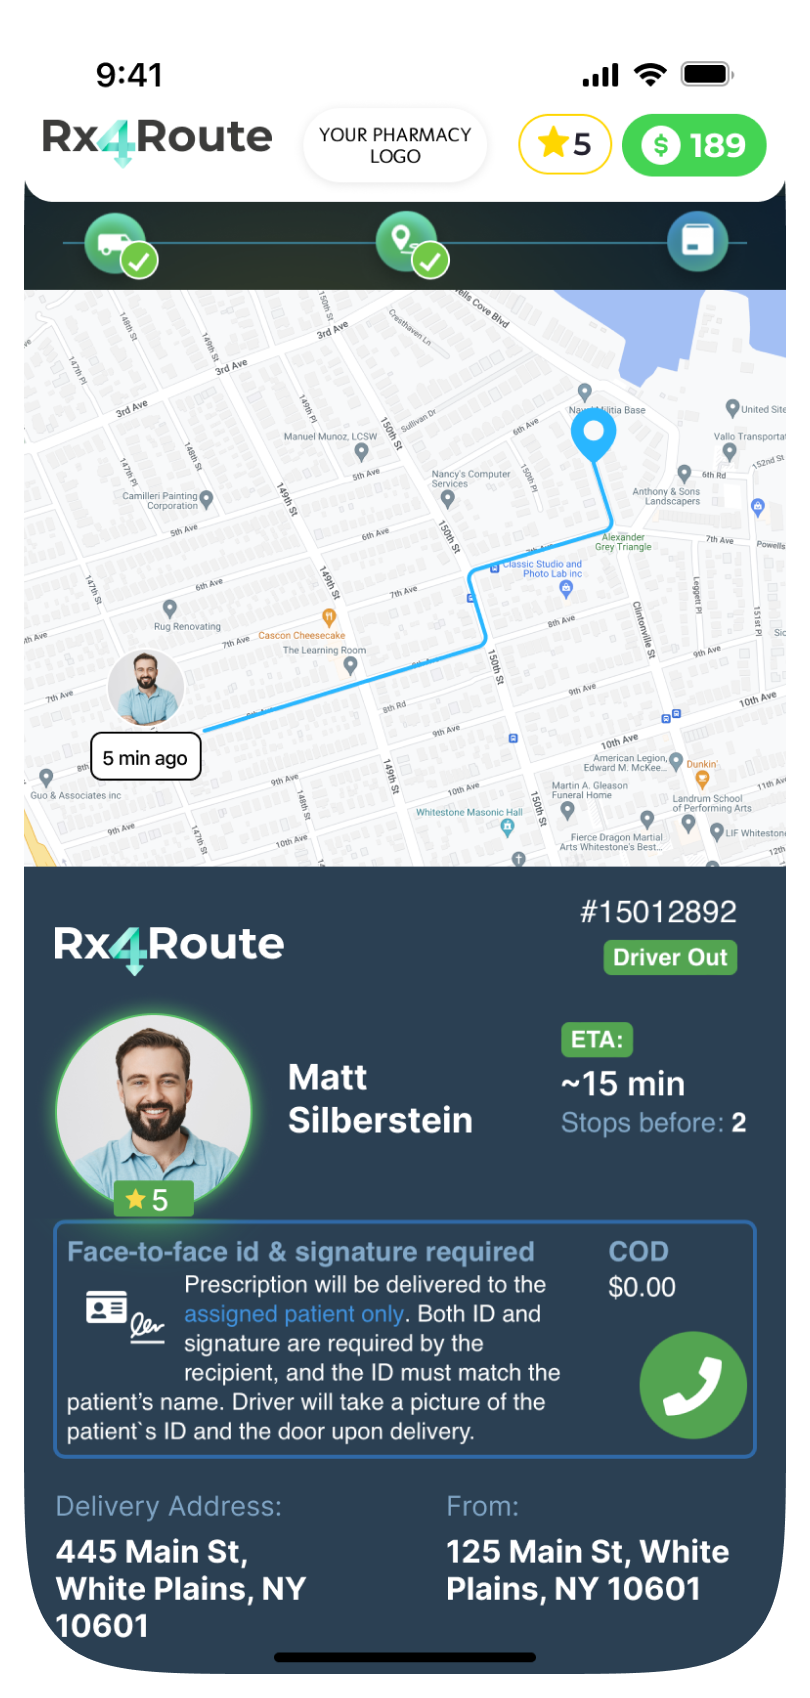 9:41
Rx4Route
YOUR PHARMACY
LOGO
5
$ 189
Wells Cove Blvd
148th St
150th St
3rd Ave
Cresthaven Ln
149th St
3rd Ave
147th Pl
3rd Ave
149th Pl
150th St
Sullivan Dr
Naval Militia Base
United Site
6th Ave
Manuel Munoz, LCSW
Vallo Transporta
148th St
5th Ave
Nancy's Computer
Services
150th Pl
6th Rd
152nd St
147th Pl
Camilleri Painting
Corporation
149th St
Anthony & Sons
Landscapers
5th Ave
6th Ave
150th St
7th Ave
Alexander
Grey Triangle
7th Ave
Powells
Classic Studio and
Photo Lab inc
147th St
6th Ave
149th St
7th Ave
Leggett Pl
151st Pl
Rug Renovating
Cascon Cheesecake
8th Ave
Clintonville St
7th Ave
The Learning Room
150th St
9th Ave
7th Ave
8th Rd
9th Ave
10th Ave
9th Ave
10th Ave
5 min ago
8th
American Legion,
Edward M. McKee...
Dunkin'
Guo & Associates inc
9th Ave
149th St
10th Ave
Martin A. Gleason
Funeral Home
11th Av
148th St
150th St
Landrum School
of Performing Arts
Whitestone Masonic Hall
9th Ave
147th St
10th Ave
Fierce Dragon Martial
Arts Whitestone's Best...
LIF Whiteston
12th
Rx4Route
#15012892
Driver Out
Matt
Silberstein
ETA:
~15 min
Stops before: 2
5
Face-to-face id & signature required
COD
$0.00
Prescription will be delivered to the
assigned patient only. Both ID and
signature are required by the
recipient, and the ID must match the
patient's name. Driver will take a picture of the
patient`s ID and the door upon delivery.
Delivery Address:
445 Main St,
White Plains, NY
10601
From:
125 Main St, White
Plains, NY 10601